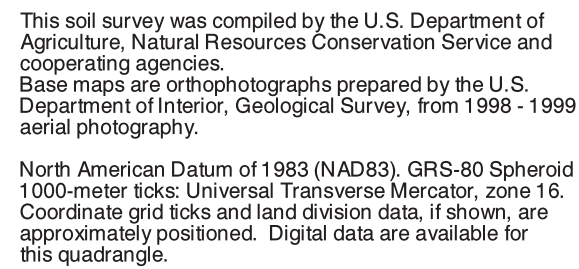 This soil survey was compiled by the U.S. Department of
Agriculture, Natural Resources Conservation Service and
cooperating agencies.
Base maps are orthophotographs prepared by the U.S.
Department of Interior, Geological Survey, from 1998 - 1999
aerial photography.

North American Datum of 1983 (NAD83). GRS-80 Spheroid
1000-meter ticks: Universal Transverse Mercator, zone 16.
Coordinate grid ticks and land division data, if shown, are
approximately positioned.  Digital data are available for
this quadrangle.